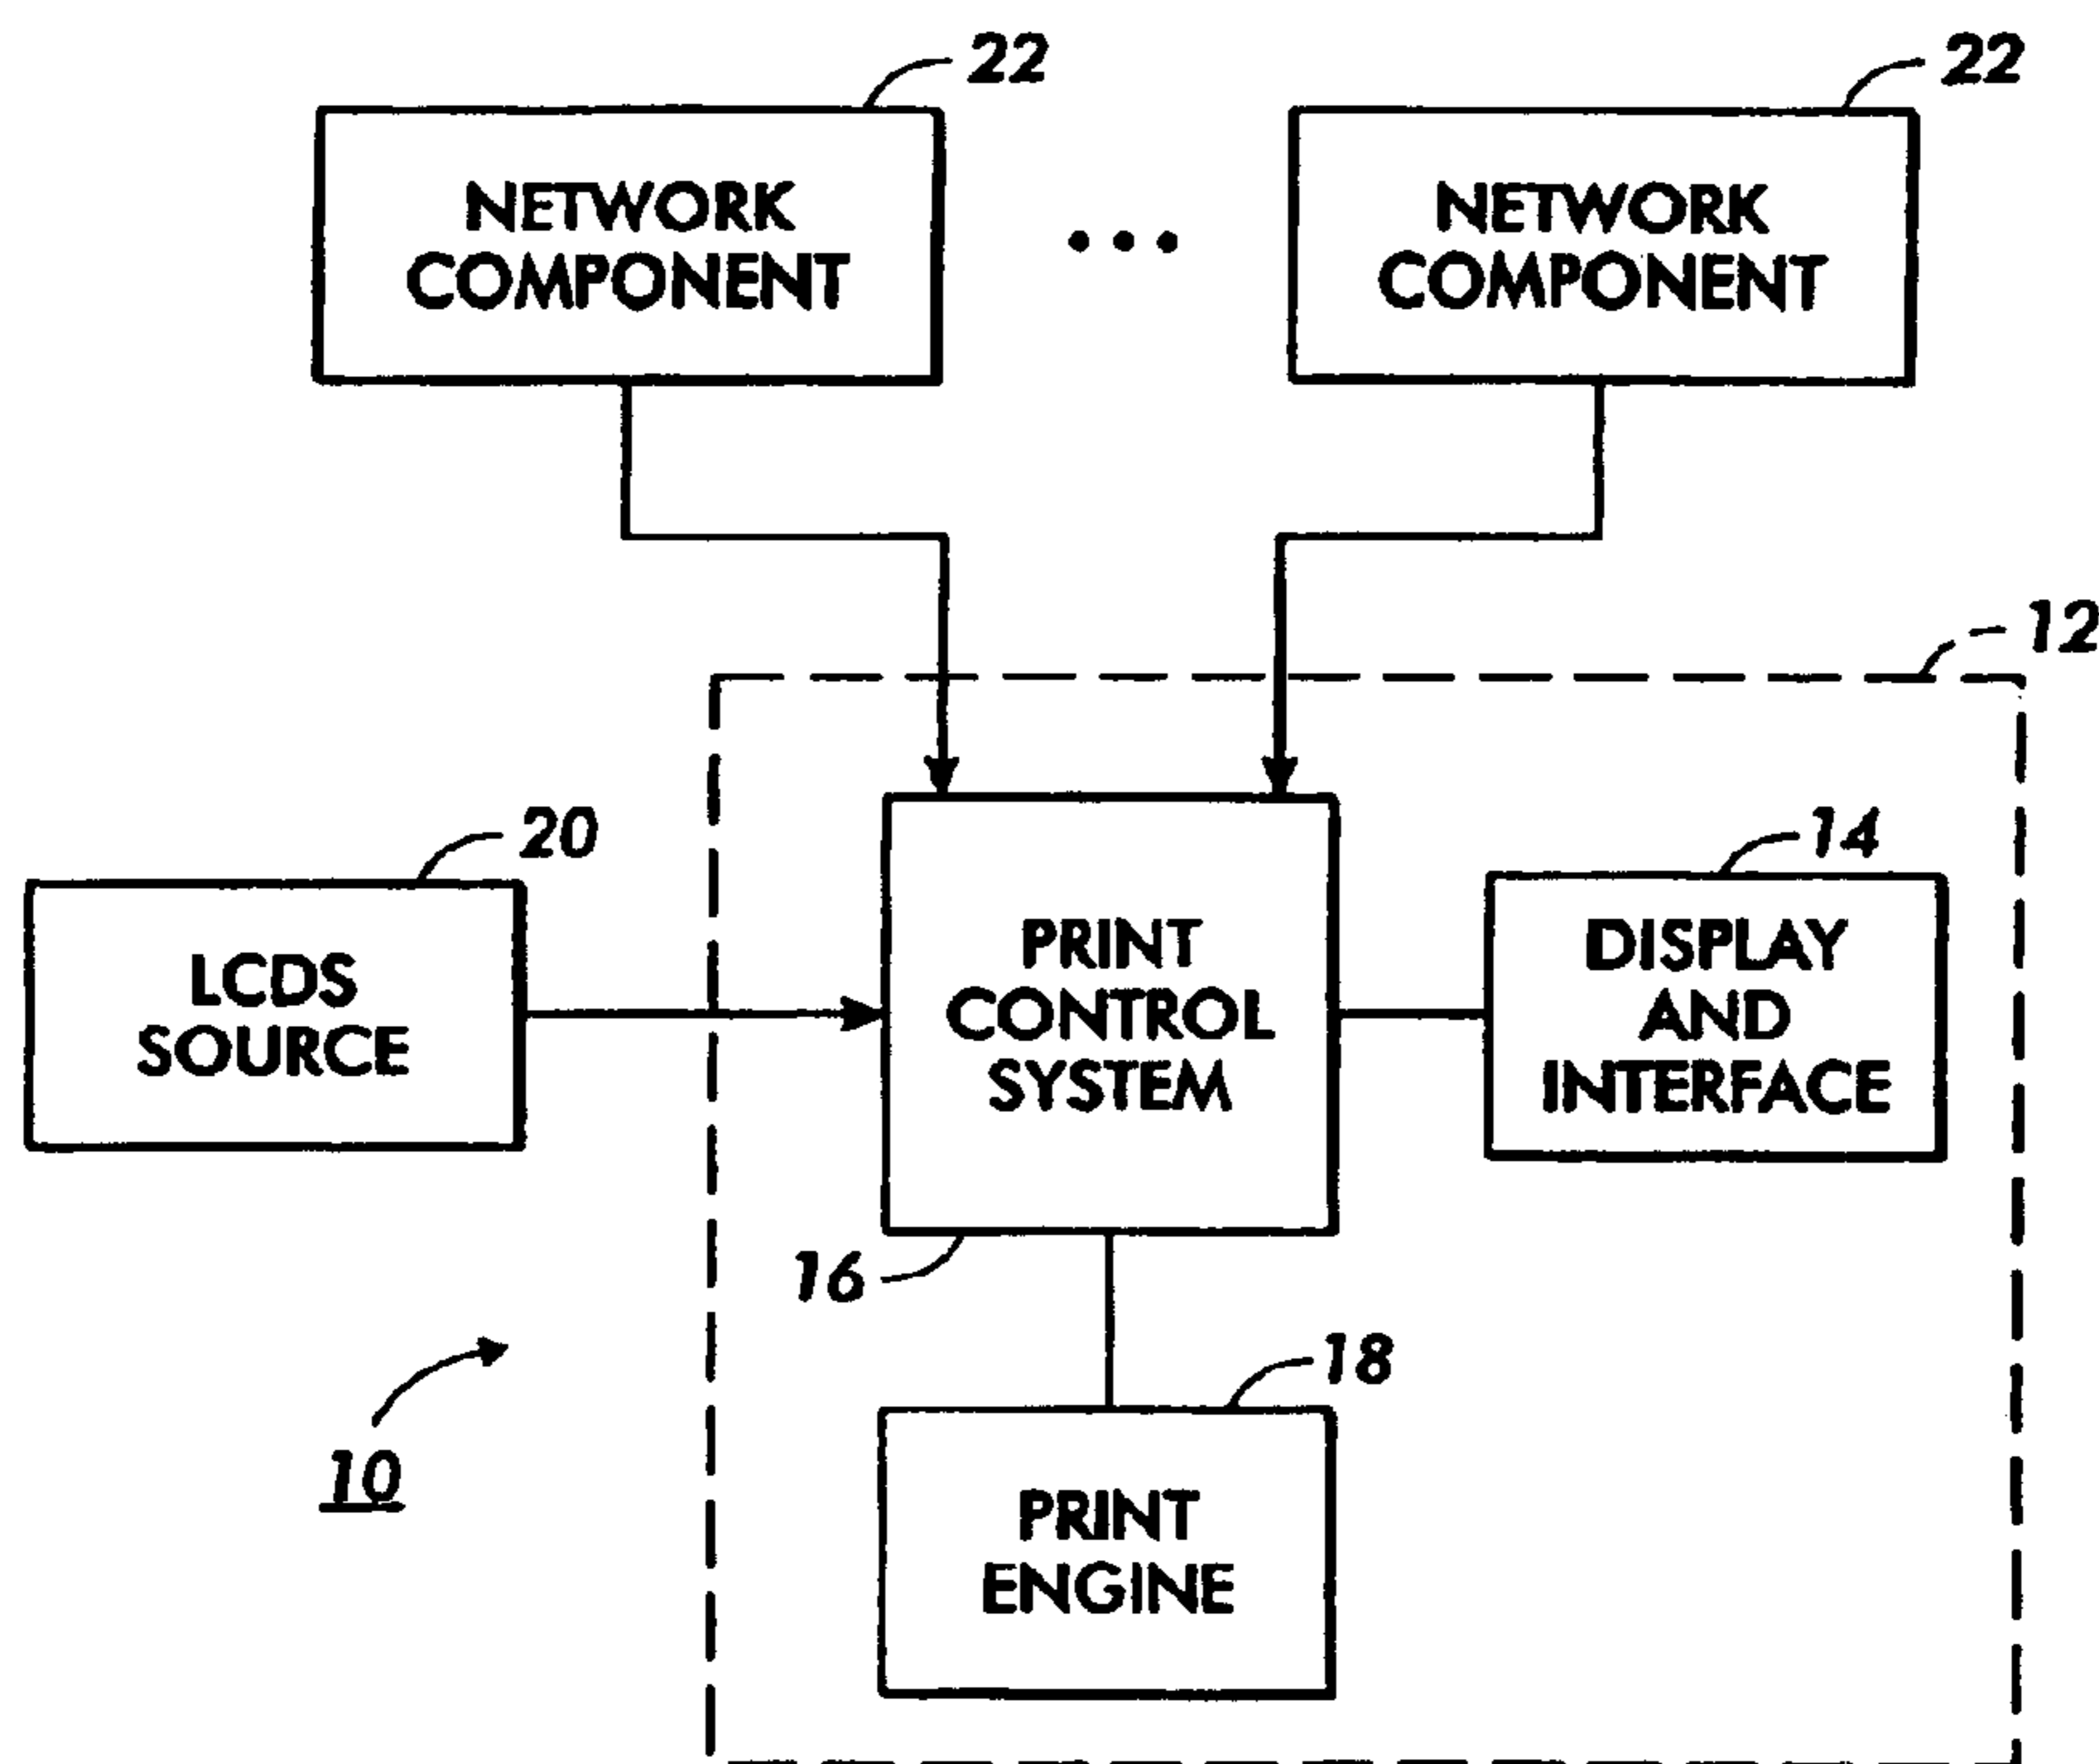 22
22
NETWORK
COMPONENT
• • •
NETWORK
COMPONENT
12
20
14
LCDS
SOURCE
PRINT
CONTROL
SYSTEM
DISPLAY
AND
INTERFACE
16
18
10
PRINT
ENGINE